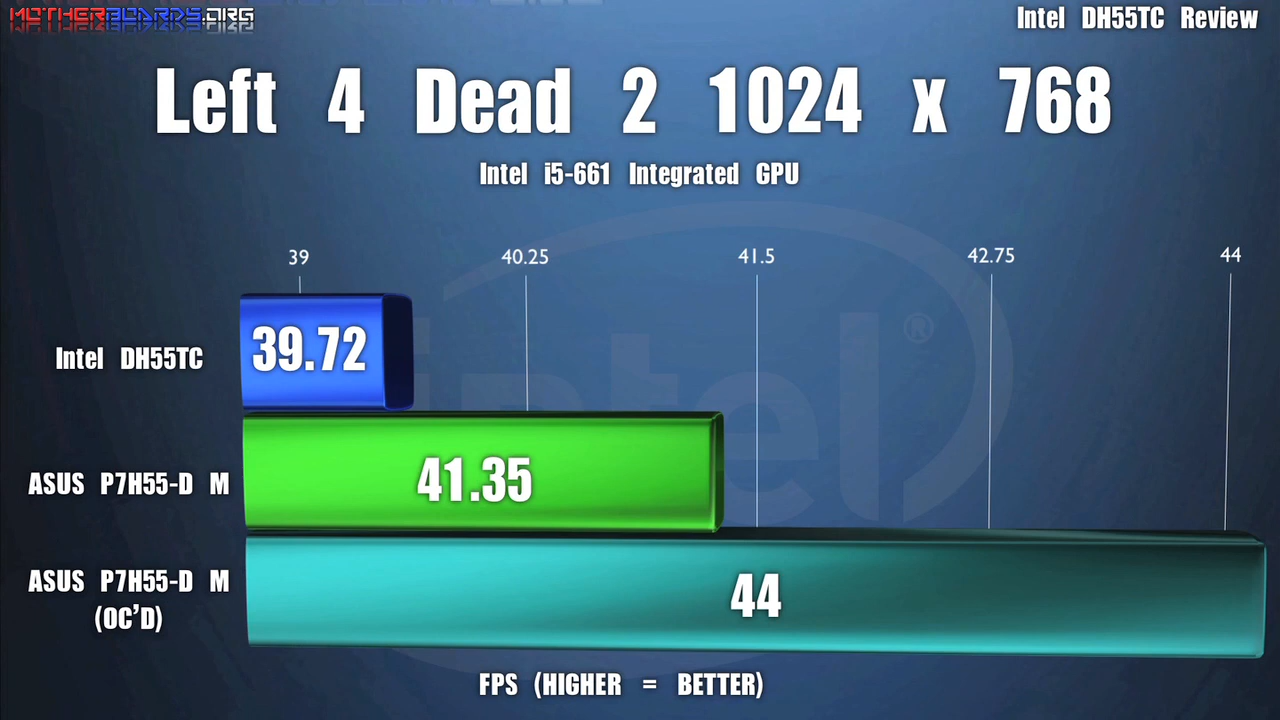 MOTHERBOARDS.ORG
Intel DH55TC Review
Left 4 Dead 2 1024 x 768
Intel i5-661 Integrated GPU
39 40.25 41.5 42.75 44
Intel DH55TC 39.72
ASUS P7H55-D M 41.35
ASUS P7H55-D M
(OC'D) 44
FPS (HIGHER = BETTER)
intel®